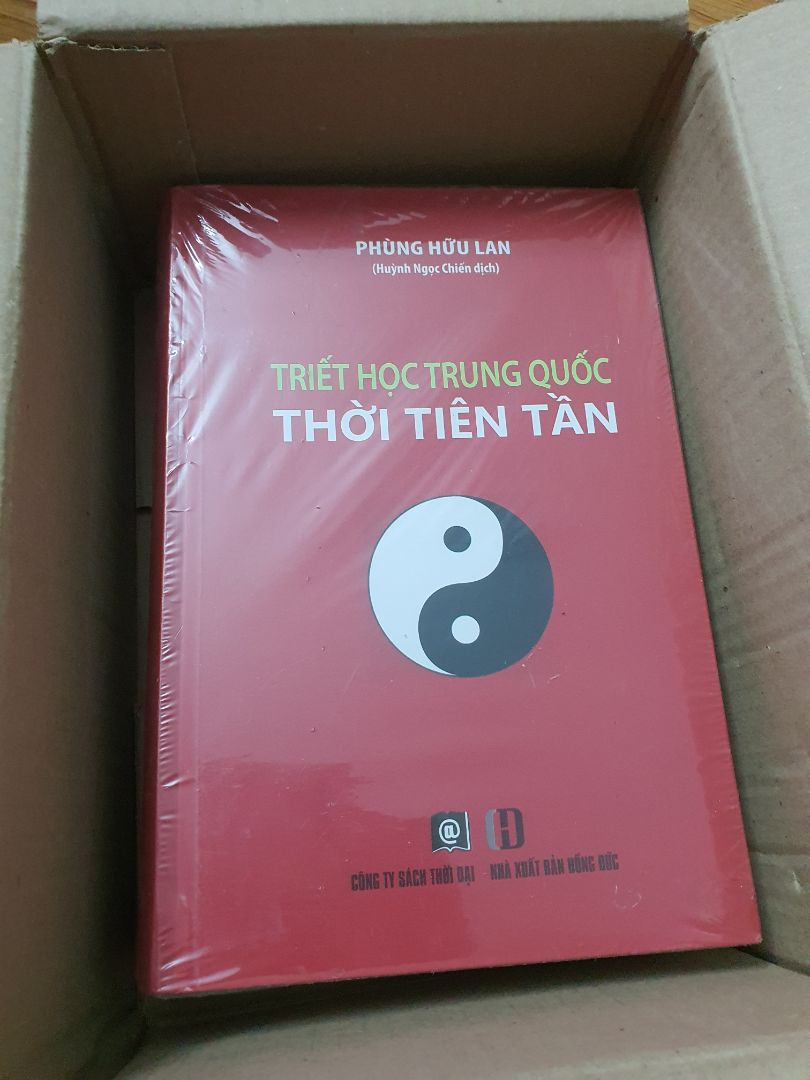 PHÙNG HỮU LAN
(Huỳnh Ngọc Chiến dịch)
TRIẾT HỌC TRUNG QUỐC
THỜI TIÊN TẦN
@
CÔNG TY SÁCH THỜI ĐẠI NHÀ XUẤT BẢN HỒNG ĐỨC